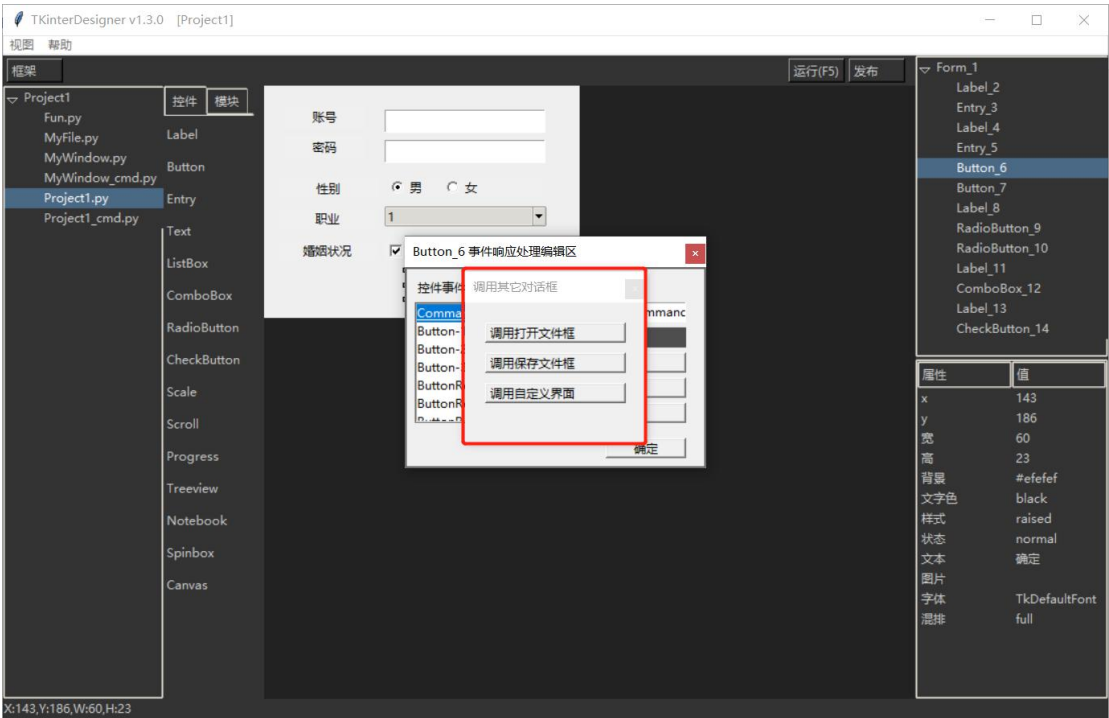 TKinterDesigner v1.3.0 [Project1]
视图 帮助
框架
运行(F5) 发布
Project1
Fun.py
MyFile.py
MyWindow.py
MyWindow_cmd.py
Project1.py
Project1_cmd.py
控件 模块
Label
Button
Entry
Text
ListBox
ComboBox
RadioButton
CheckButton
Scale
Scroll
Progress
Treeview
Notebook
Spinbox
Canvas
账号
密码
性别 男 女
职业 1
婚姻状况
Button_6 事件响应处理编辑区
控件事件
Comma
Button-
Button-
Button-
ButtonR
ButtonR
调用其它对话框
调用打开文件框
调用保存文件框
调用自定义界面
确定
Form_1
Label_2
Entry_3
Label_4
Entry_5
Button_6
Button_7
Label_8
RadioButton_9
RadioButton_10
Label_11
ComboBox_12
Label_13
CheckButton_14
属性 值
x 143
y 186
宽 60
高 23
背景 #efefef
文字色 black
样式 raised
状态 normal
文本 确定
图片
字体 TkDefaultFont
混排 full
X:143,Y:186,W:60,H:23